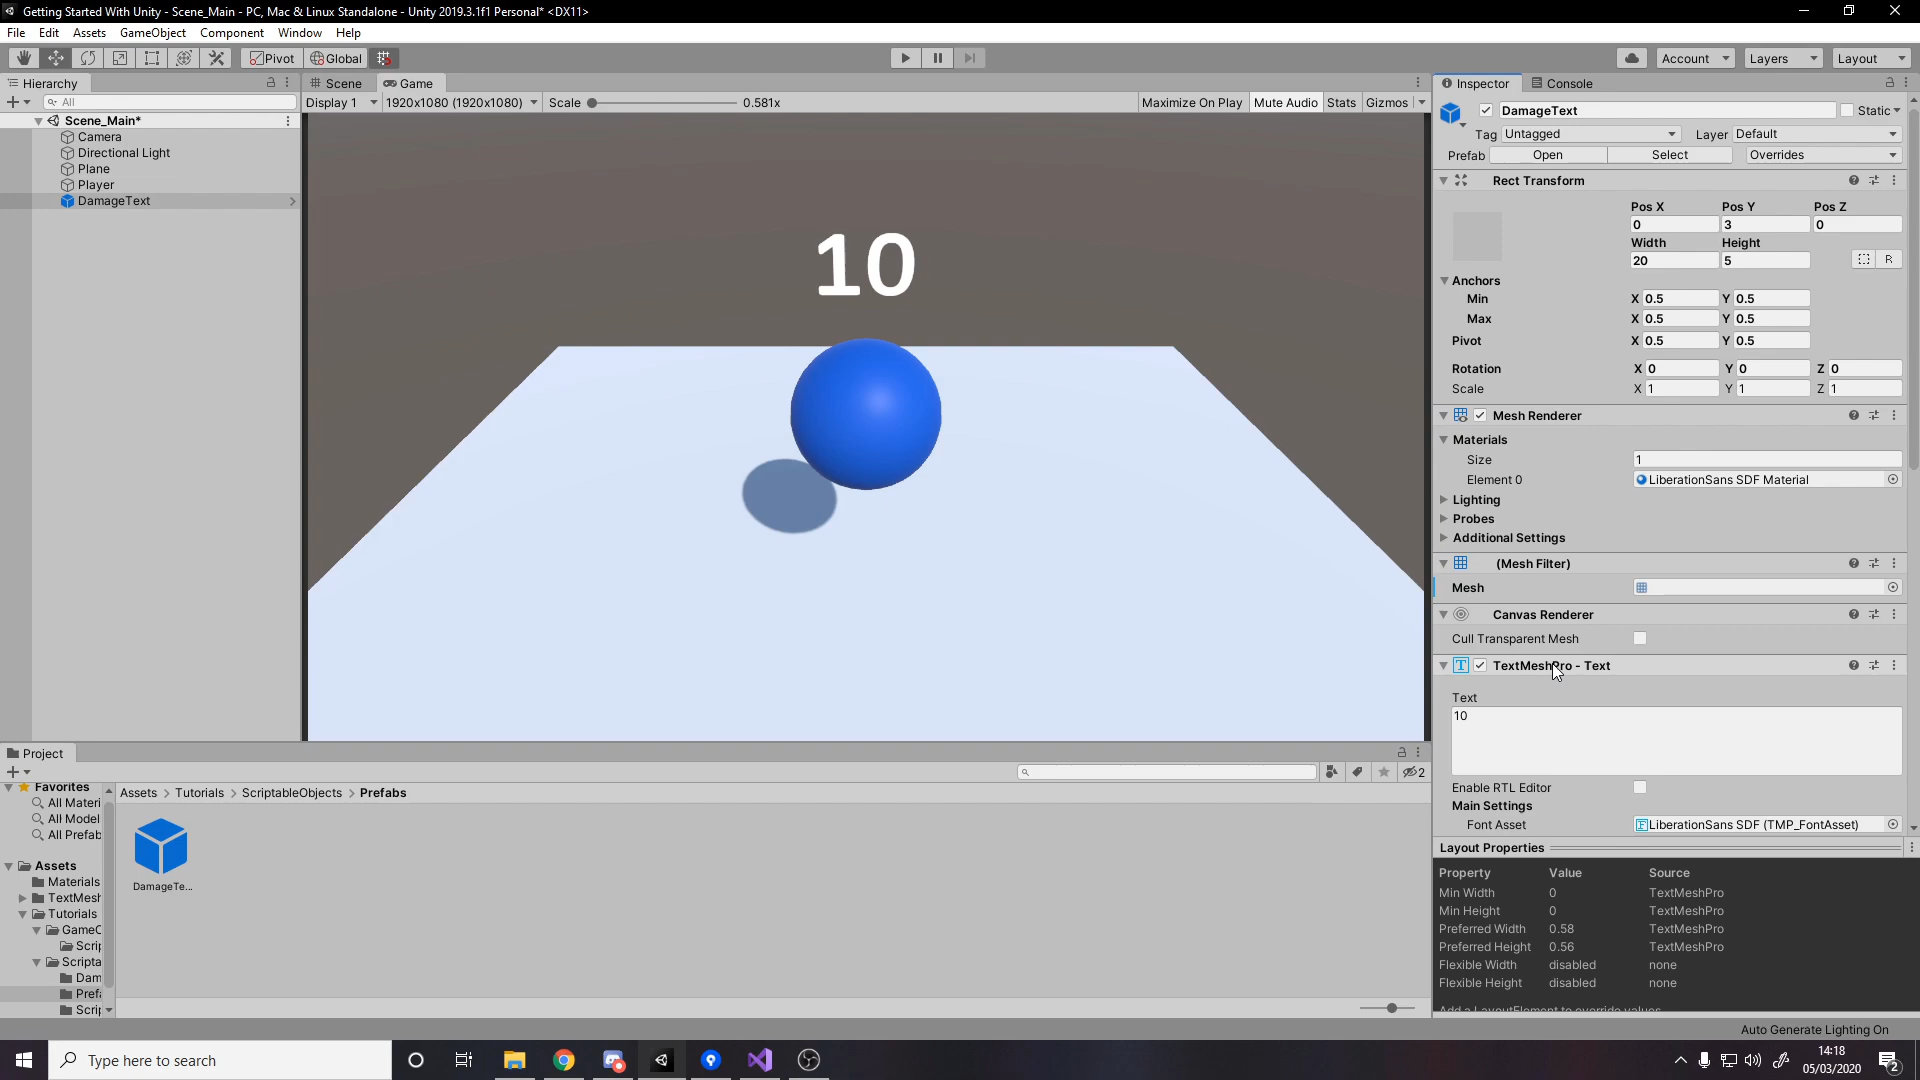 Getting Started With Unity - Scene_Main - PC, Mac & Linux Standalone - Unity 2019.3.1f1 Personal* <DX11>
File Edit Assets GameObject Component Window Help
Pivot Global Account Layers Layout
Hierarchy
All
Scene_Main*
Camera
Directional Light
Plane
Player
DamageText
Scene Game
Display 1 1920x1080 (1920x1080) Scale 0.581x Maximize On Play Mute Audio Stats Gizmos
10
Inspector Console
DamageText Static
Tag Untagged Layer Default
Prefab Open Select Overrides
Rect Transform
Pos X Pos Y Pos Z
0 3 0
Width Height
20 5 R
Anchors
Min X 0.5 Y 0.5
Max X 0.5 Y 0.5
Pivot X 0.5 Y 0.5
Rotation X 0 Y 0 Z 0
Scale X 1 Y 1 Z 1
Mesh Renderer
Materials
Size 1
Element 0 LiberationSans SDF Material
Lighting
Probes
Additional Settings
(Mesh Filter)
Mesh
Canvas Renderer
Cull Transparent Mesh
TextMeshPro - Text
Text
10
Enable RTL Editor
Main Settings
Font Asset LiberationSans SDF (TMP_FontAsset)
Layout Properties
Property Value Source
Min Width 0 TextMeshPro
Min Height 0 TextMeshPro
Preferred Width 0.58 TextMeshPro
Preferred Height 0.56 TextMeshPro
Flexible Width disabled none
Flexible Height disabled none
Add a LayoutElement to override values
Project
2
Favorites
All Materi
All Model
All Prefab
Assets
Materials
TextMesh
Tutorials
GameO
Scrip
Scripta
Dam
Prefa
Scrip
Assets > Tutorials > ScriptableObjects > Prefabs
DamageTe...
Auto Generate Lighting On
Type here to search
14:18
05/03/2020
2